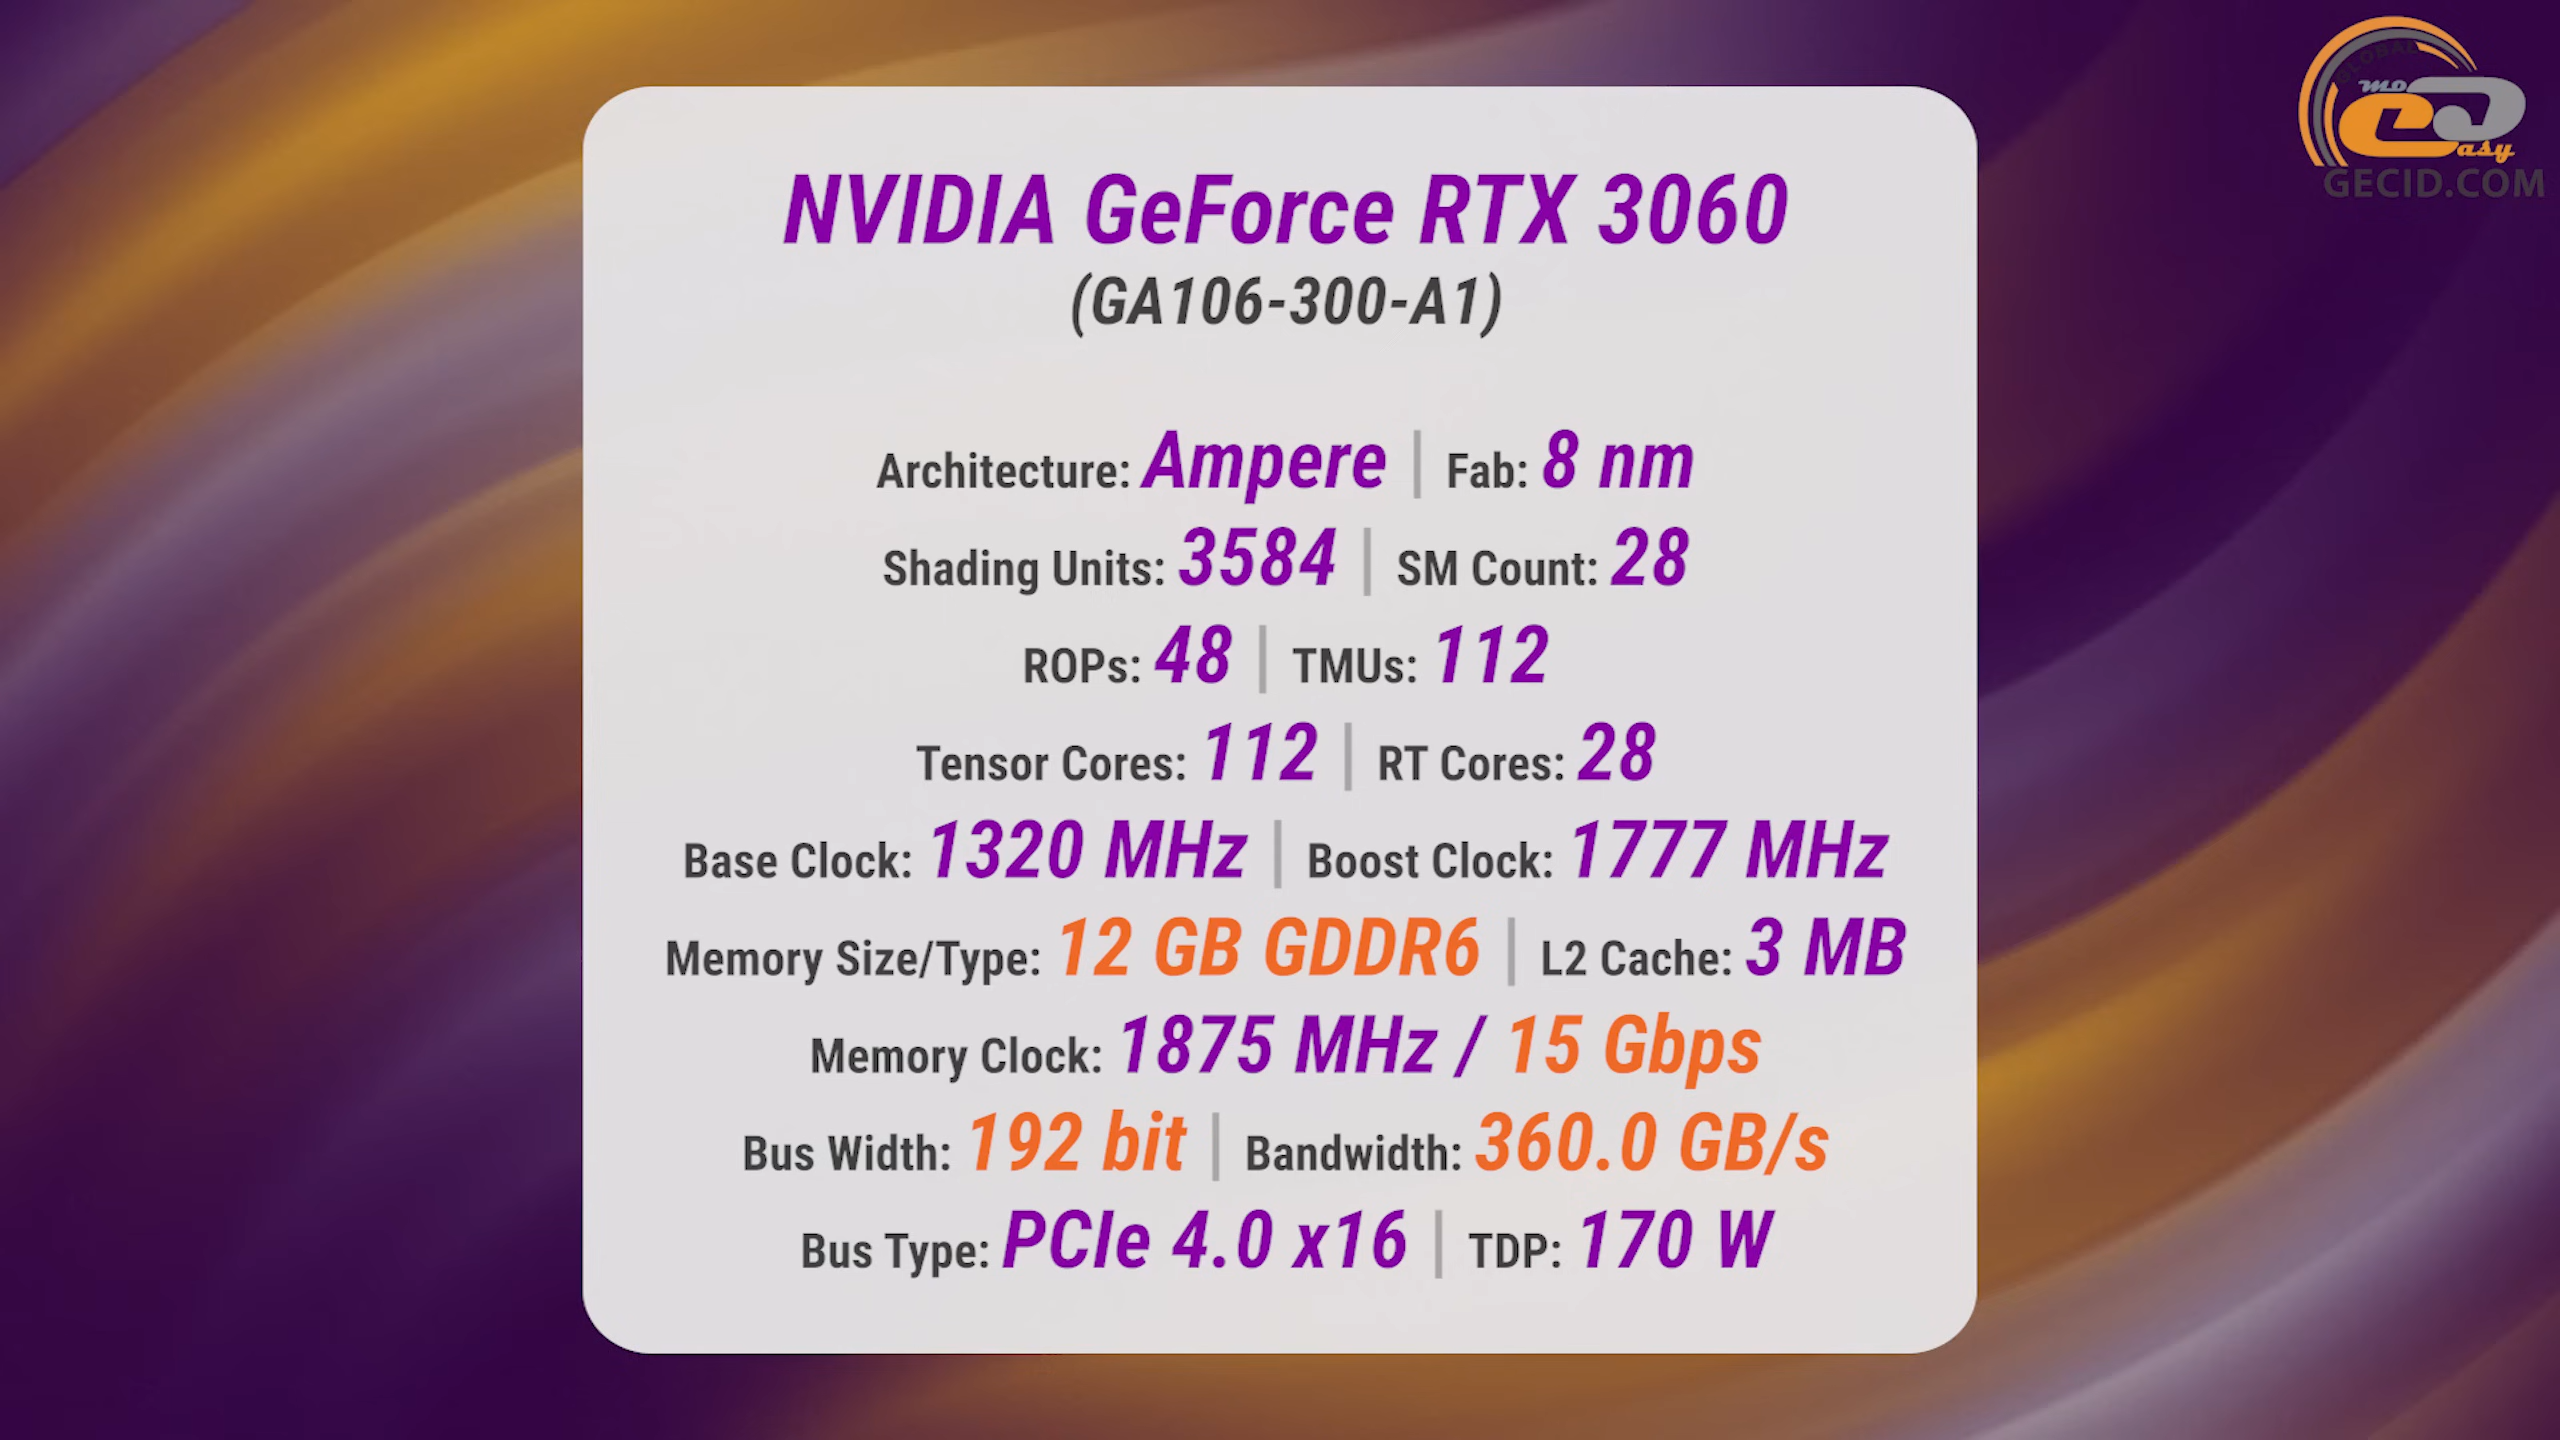 GLOBAL
mo
easy
GECID.COM
NVIDIA GeForce RTX 3060
(GA106-300-A1)
Architecture: Ampere | Fab: 8 nm
Shading Units: 3584 | SM Count: 28
ROPs: 48 | TMUs: 112
Tensor Cores: 112 | RT Cores: 28
Base Clock: 1320 MHz | Boost Clock: 1777 MHz
Memory Size/Type: 12 GB GDDR6 | L2 Cache: 3 MB
Memory Clock: 1875 MHz / 15 Gbps
Bus Width: 192 bit | Bandwidth: 360.0 GB/s
Bus Type: PCIe 4.0 x16 | TDP: 170 W